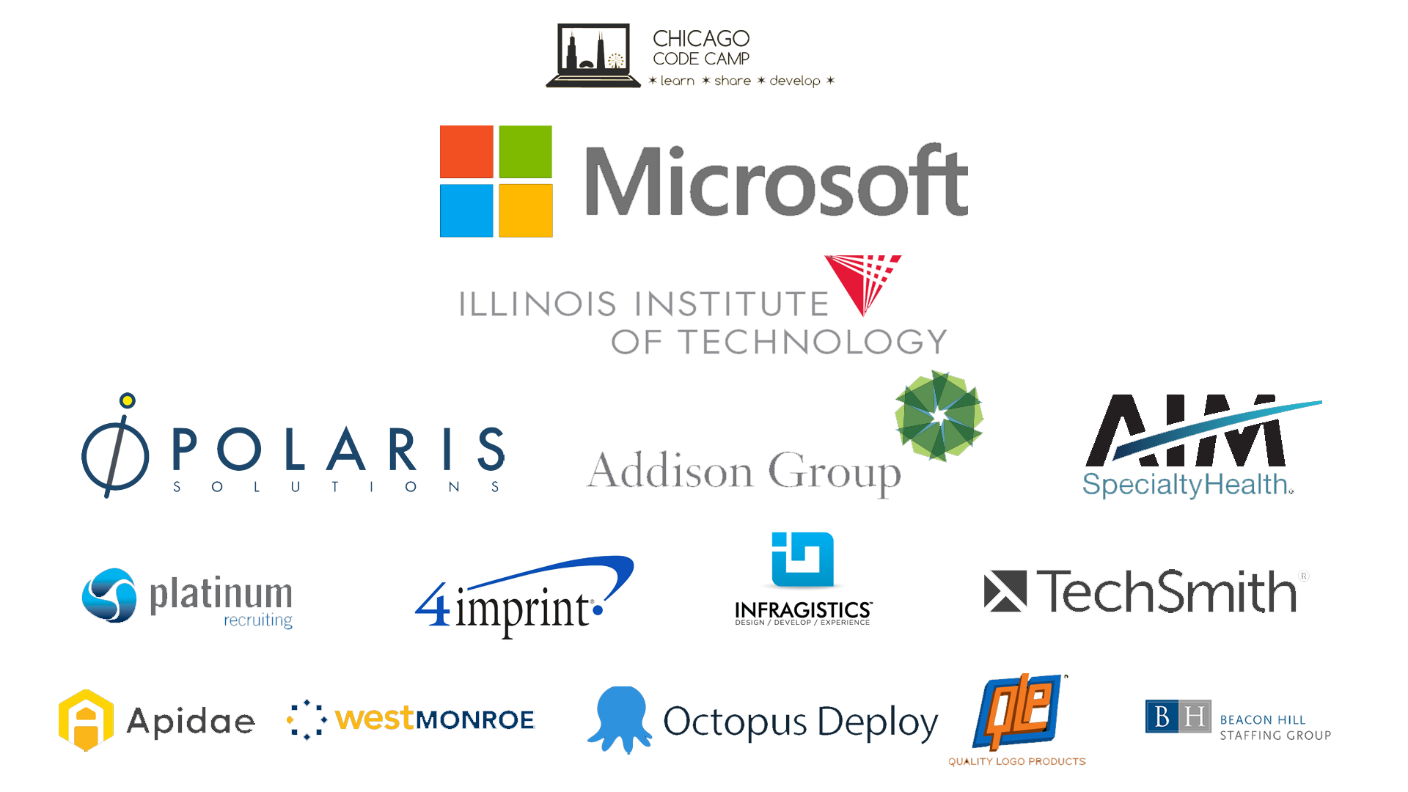 CHICAGO
CODE CAMP
✶ learn ✶ share ✶ develop ✶
Microsoft
ILLINOIS INSTITUTE
OF TECHNOLOGY
POLARIS
SOLUTIONS
Addison Group
AIM
SpecialtyHealth®
platinum
recruiting
4imprint®
INFRAGISTICS™
DESIGN / DEVELOP / EXPERIENCE
TechSmith®
Apidae
westMONROE
Octopus Deploy
qlp
QUALITY LOGO PRODUCTS
BH
BEACON HILL
STAFFING GROUP